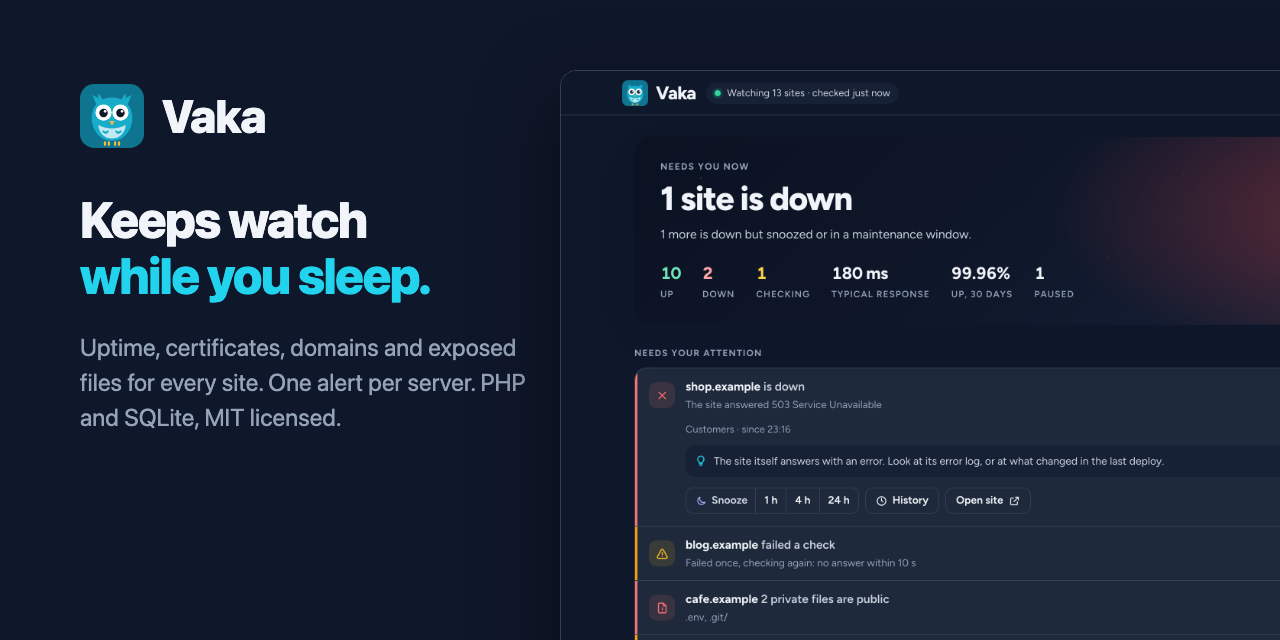 Vaka
Keeps watch
while you sleep.
Uptime, certificates, domains and exposed
files for every site. One alert per server. PHP
and SQLite, MIT licensed.
Vaka
Watching 13 sites · checked just now
NEEDS YOU NOW
1 site is down
1 more is down but snoozed or in a maintenance window.
10 2 1 180 ms 99.96% 1
UP DOWN CHECKING TYPICAL RESPONSE UP, 30 DAYS PAUSED
NEEDS YOUR ATTENTION
shop.example is down
The site answered 503 Service Unavailable
Customers · since 23:16
The site itself answers with an error. Look at its error log, or at what changed in the last deploy.
Snooze 1 h 4 h 24 h History Open site
blog.example failed a check
Failed once, checking again: no answer within 10 s
cafe.example 2 private files are public
.env, .git/